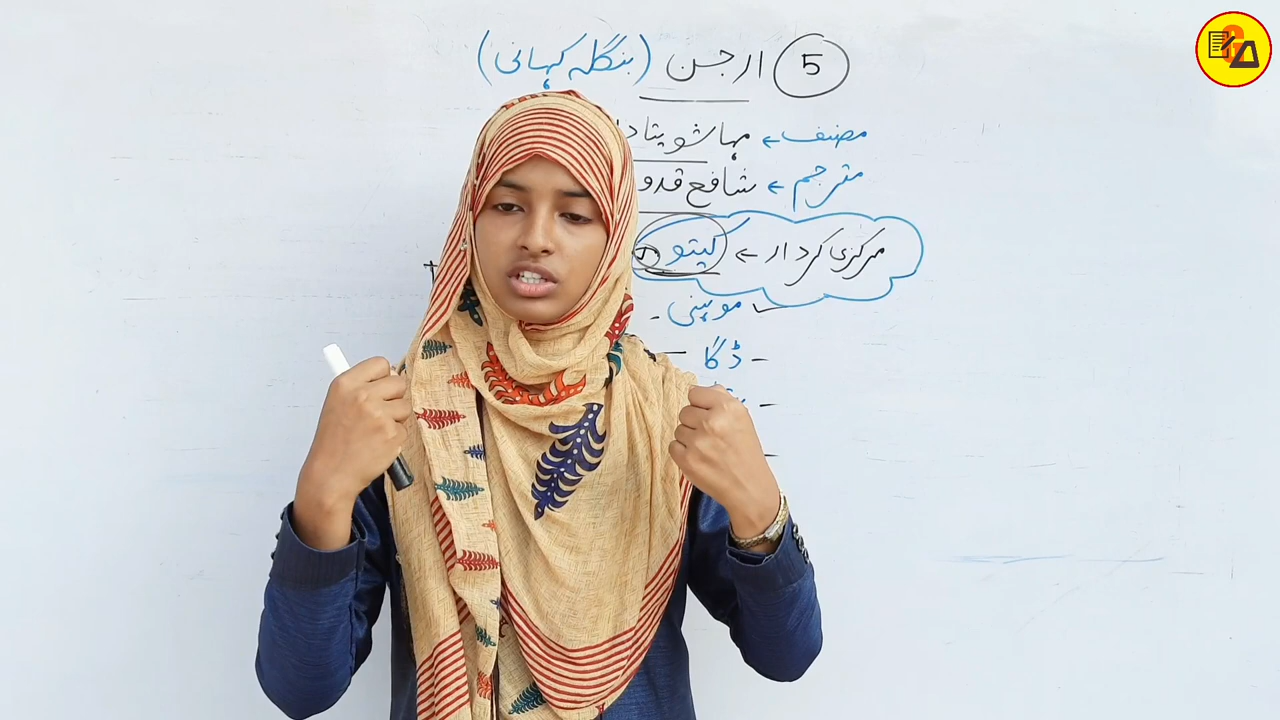 5 ارجن (بنگلہ کہانی)
مصنف ← مہاشویتا
مترجم ← شافع قدو
مرکزی کردار ← کیتو
موہنی -
- ڈگا